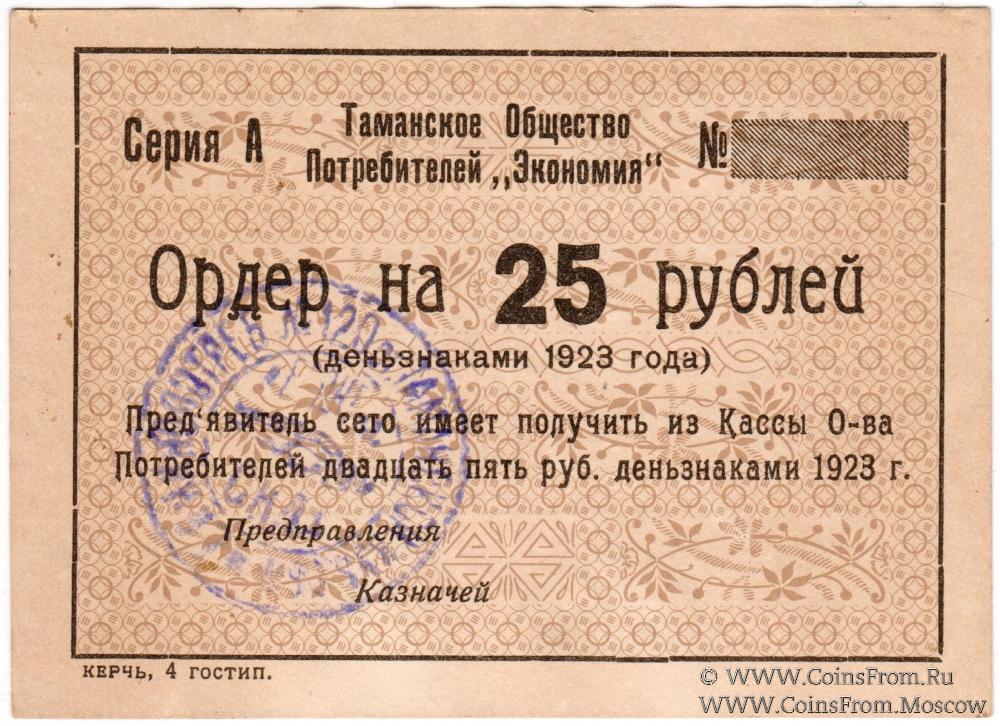 Серия А
Таманское Общество
Потребителей „Экономия“
№
Ордер на 25 рублей
(деньзнаками 1923 года)
Пред'явитель сето имеет получить из Кассы О-ва
Потребителей двадцать пять руб. деньзнаками 1923 г.
Предправления
Казначей
КЕРЧЬ, 4 ГОСТИП.
© WWW.CoinsFrom.Ru
WWW.CoinsFrom.Moscow